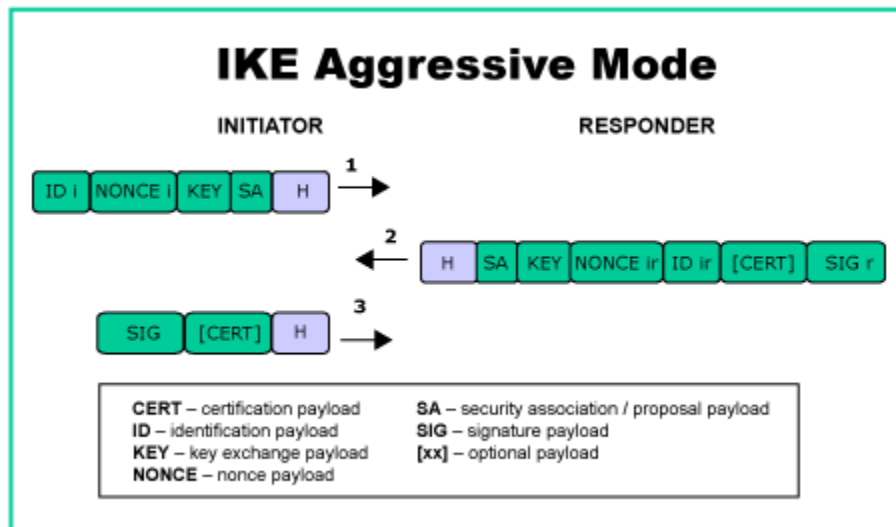 IKE Aggressive Mode
INITIATOR RESPONDER
1
ID i NONCE i KEY SA H
2
H SA KEY NONCE ir ID ir [CERT] SIG r
3
SIG [CERT] H
CERT – certification payload
ID – identification payload
KEY – key exchange payload
NONCE – nonce payload
SA – security association / proposal payload
SIG – signature payload
[xx] – optional payload